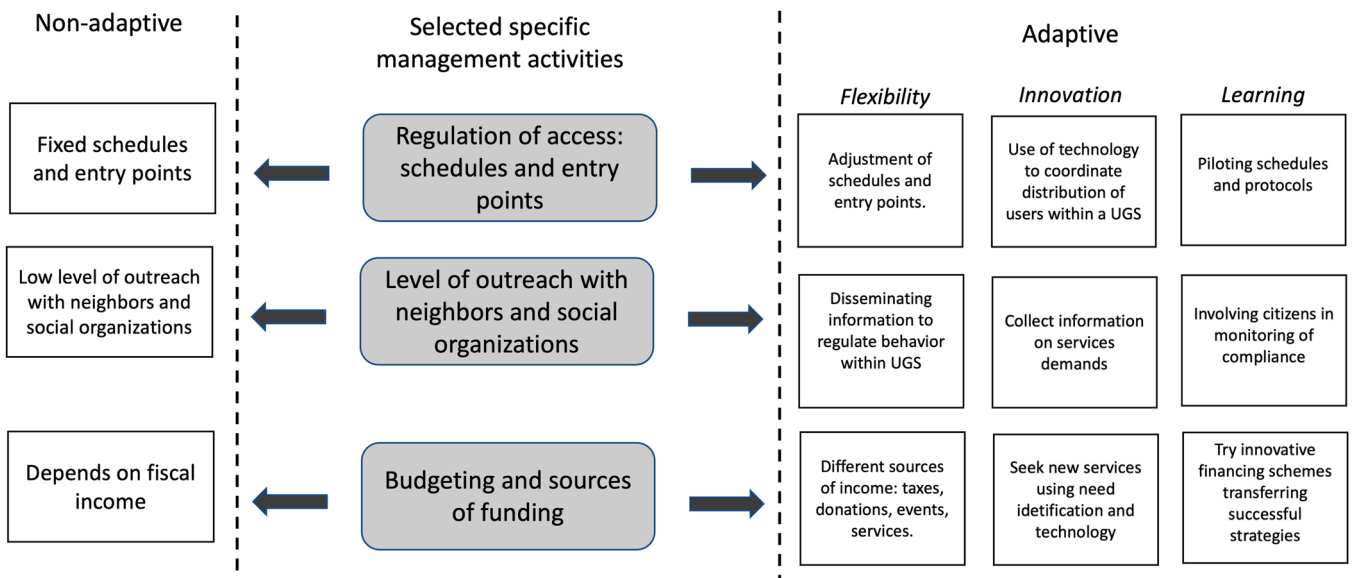 Non-adaptive
Selected specific
management activities
Adaptive
Flexibility
Innovation
Learning
Fixed schedules
and entry points
Regulation of access:
schedules and entry
points
Adjustment of
schedules and
entry points.
Use of technology
to coordinate
distribution of
users within a UGS
Piloting schedules
and protocols
Low level of outreach
with neighbors and
social organizations
Level of outreach with
neighbors and social
organizations
Disseminating
information to
regulate behavior
within UGS
Collect information
on services
demands
Involving citizens in
monitoring of
compliance
Depends on fiscal
income
Budgeting and sources
of funding
Different sources
of income: taxes,
donations, events,
services.
Seek new services
using need
idetification and
technology
Try innovative
financing schemes
transferring
successful
strategies